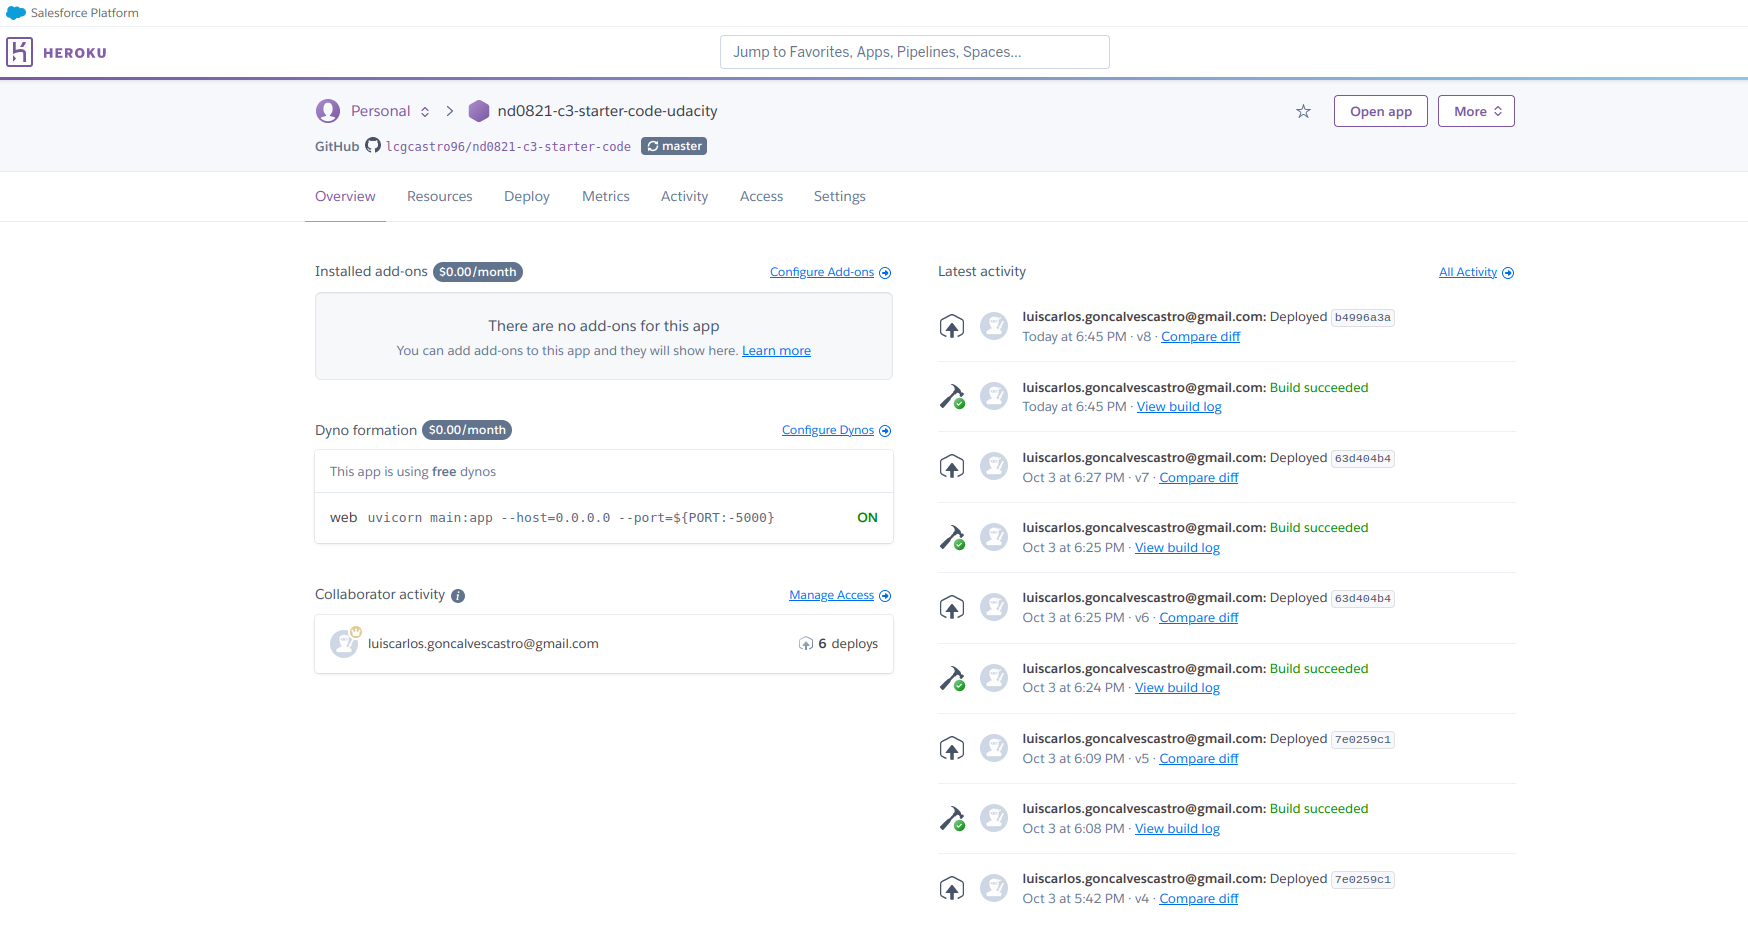 Salesforce Platform
HEROKU
Jump to Favorites, Apps, Pipelines, Spaces...
Personal
nd0821-c3-starter-code-udacity
Open app
More
GitHub lcgcastro96/nd0821-c3-starter-code master
Overview Resources Deploy Metrics Activity Access Settings
Installed add-ons $0.00/month
Configure Add-ons
There are no add-ons for this app
You can add add-ons to this app and they will show here. Learn more
Dyno formation $0.00/month
Configure Dynos
This app is using free dynos
web uvicorn main:app --host=0.0.0.0 --port=${PORT:-5000} ON
Collaborator activity
Manage Access
luiscarlos.goncalvescastro@gmail.com 6 deploys
Latest activity
All Activity
luiscarlos.goncalvescastro@gmail.com: Deployed b4996a3a
Today at 6:45 PM · v8 · Compare diff
luiscarlos.goncalvescastro@gmail.com: Build succeeded
Today at 6:45 PM · View build log
luiscarlos.goncalvescastro@gmail.com: Deployed 63d404b4
Oct 3 at 6:27 PM · v7 · Compare diff
luiscarlos.goncalvescastro@gmail.com: Build succeeded
Oct 3 at 6:25 PM · View build log
luiscarlos.goncalvescastro@gmail.com: Deployed 63d404b4
Oct 3 at 6:25 PM · v6 · Compare diff
luiscarlos.goncalvescastro@gmail.com: Build succeeded
Oct 3 at 6:24 PM · View build log
luiscarlos.goncalvescastro@gmail.com: Deployed 7e0259c1
Oct 3 at 6:09 PM · v5 · Compare diff
luiscarlos.goncalvescastro@gmail.com: Build succeeded
Oct 3 at 6:08 PM · View build log
luiscarlos.goncalvescastro@gmail.com: Deployed 7e0259c1
Oct 3 at 5:42 PM · v4 · Compare diff